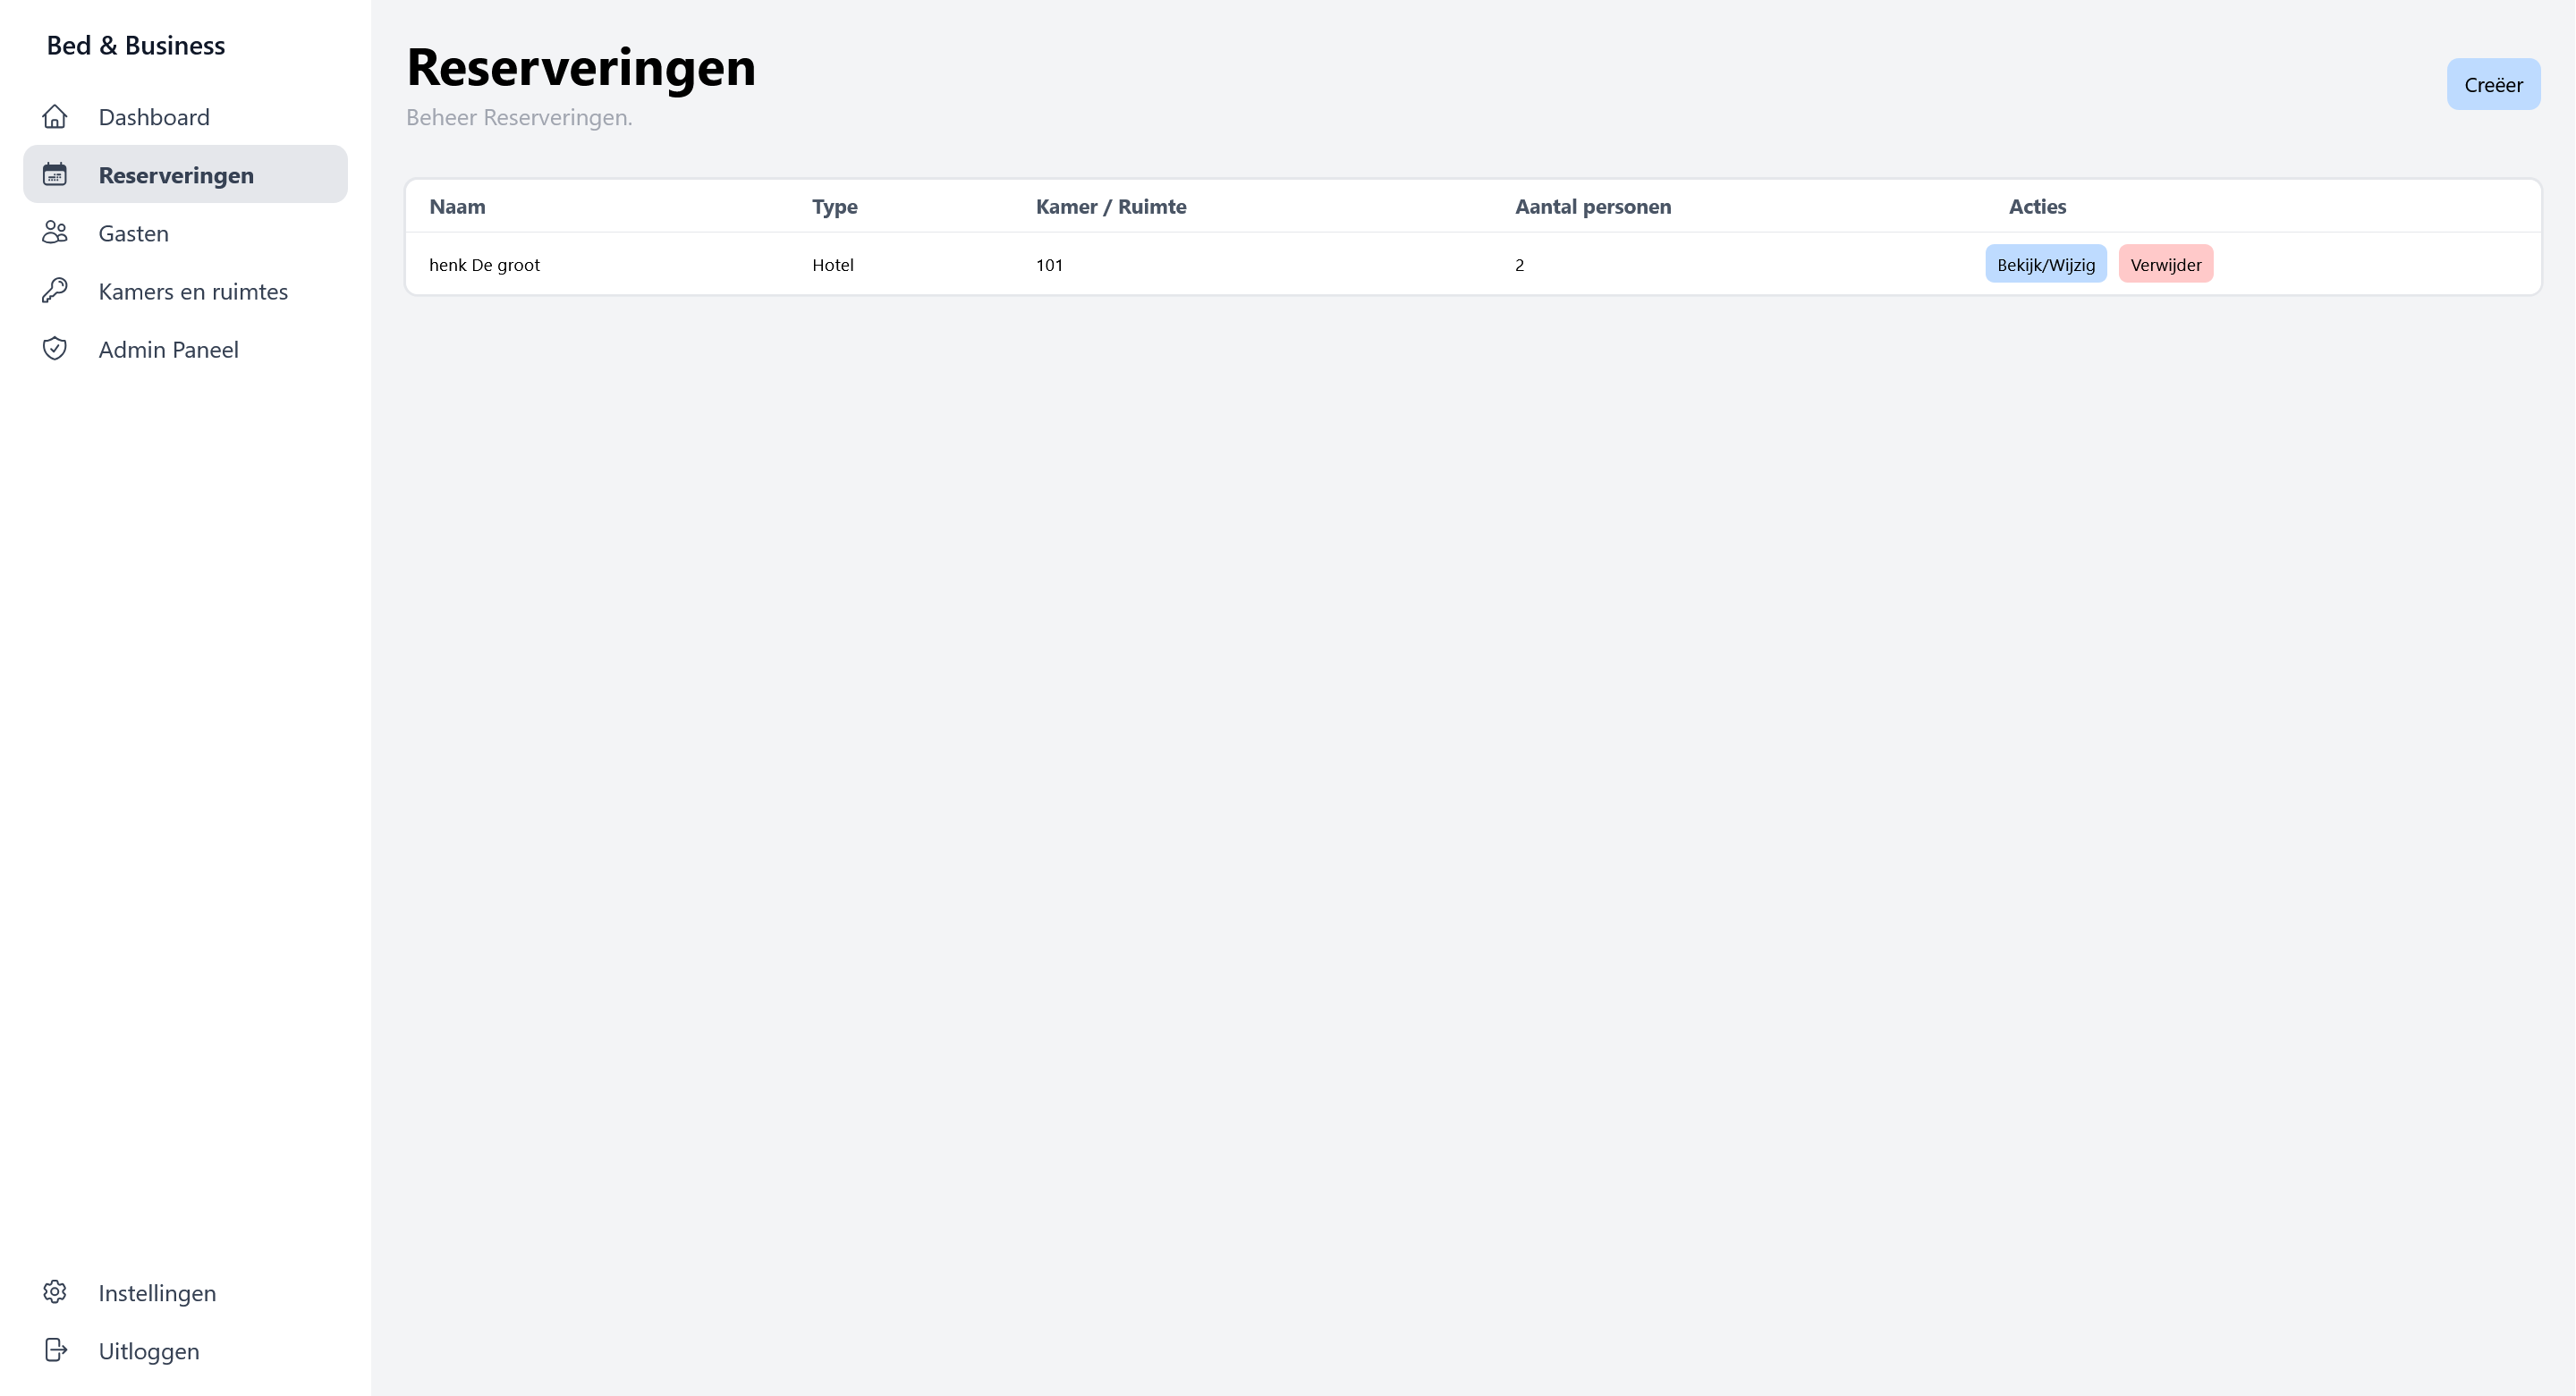 Bed & Business
Dashboard
Reserveringen
Gasten
Kamers en ruimtes
Admin Paneel
Instellingen
Uitloggen
Reserveringen
Beheer Reserveringen.
Creëer
Naam Type Kamer / Ruimte Aantal personen Acties
henk De groot Hotel 101 2 Bekijk/Wijzig Verwijder